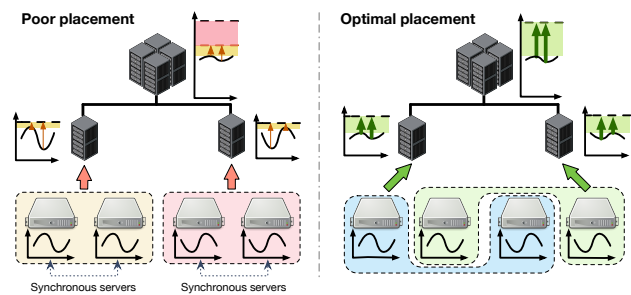 Poor placement
Optimal placement
Synchronous servers
Synchronous servers